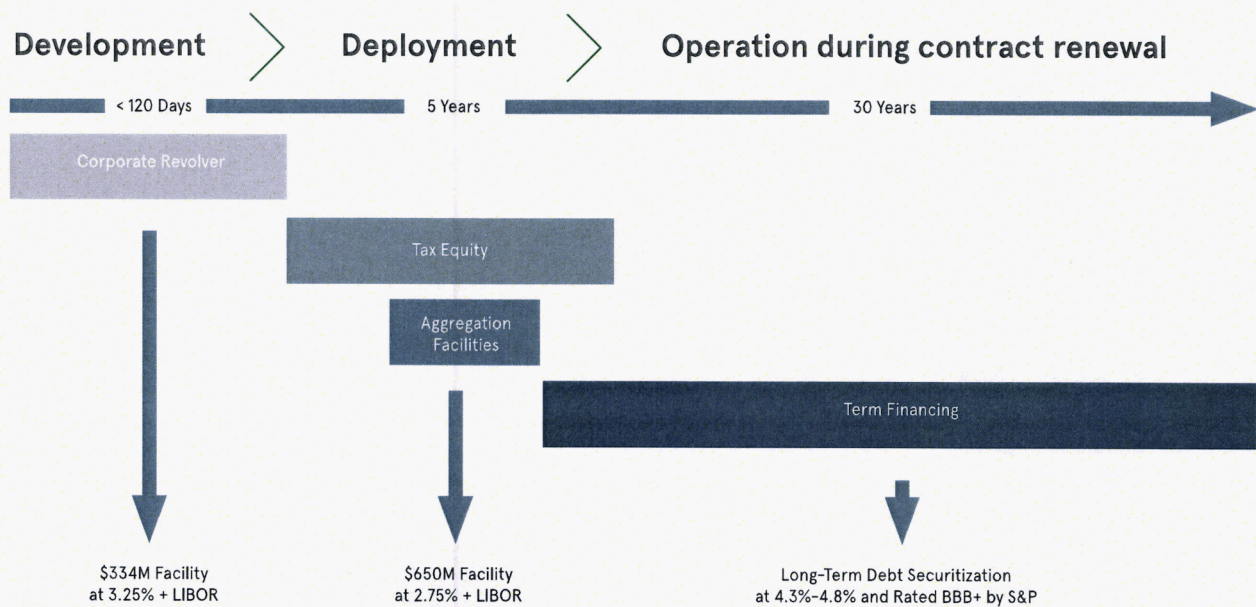 Development
Deployment
Operation during contract renewal
< 120 Days
5 Years
30 Years
Corporate Revolver
Tax Equity
Aggregation
Facilities
Term Financing
$334M Facility
at 3.25% + LIBOR
$650M Facility
at 2.75% + LIBOR
Long-Term Debt Securitization
at 4.3%-4.8% and Rated BBB+ by S&P